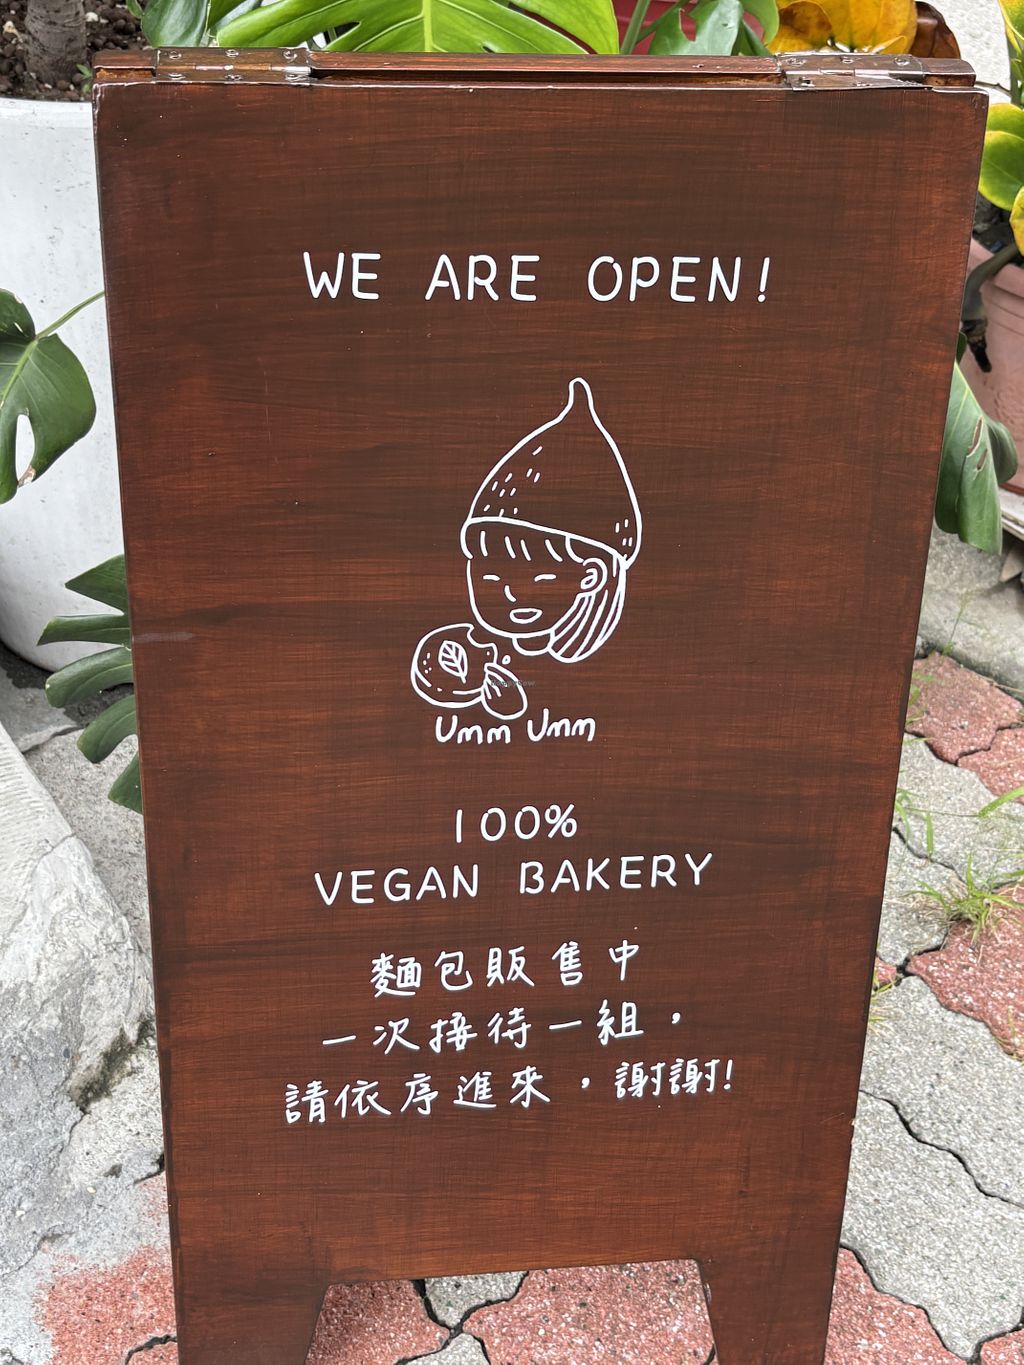 WE ARE OPEN!
Umm Umm
100%
VEGAN BAKERY
麵包販售中
一次接待一組，
請依序進來，謝謝!